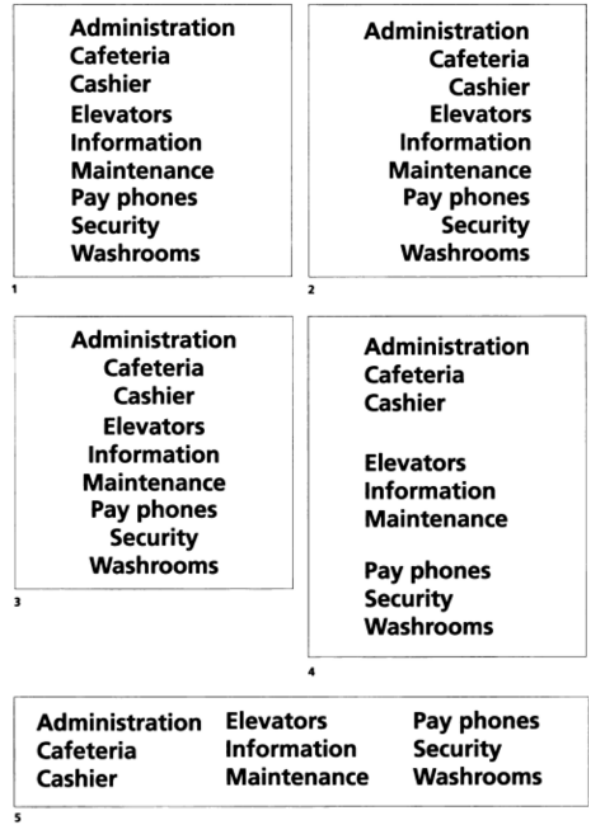 Administration
Cafeteria
Cashier
Elevators
Information
Maintenance
Pay phones
Security
Washrooms
1
Administration
Cafeteria
Cashier
Elevators
Information
Maintenance
Pay phones
Security
Washrooms
2
Administration
Cafeteria
Cashier
Elevators
Information
Maintenance
Pay phones
Security
Washrooms
3
Administration
Cafeteria
Cashier
Elevators
Information
Maintenance
Pay phones
Security
Washrooms
4
Administration Elevators Pay phones
Cafeteria Information Security
Cashier Maintenance Washrooms
5